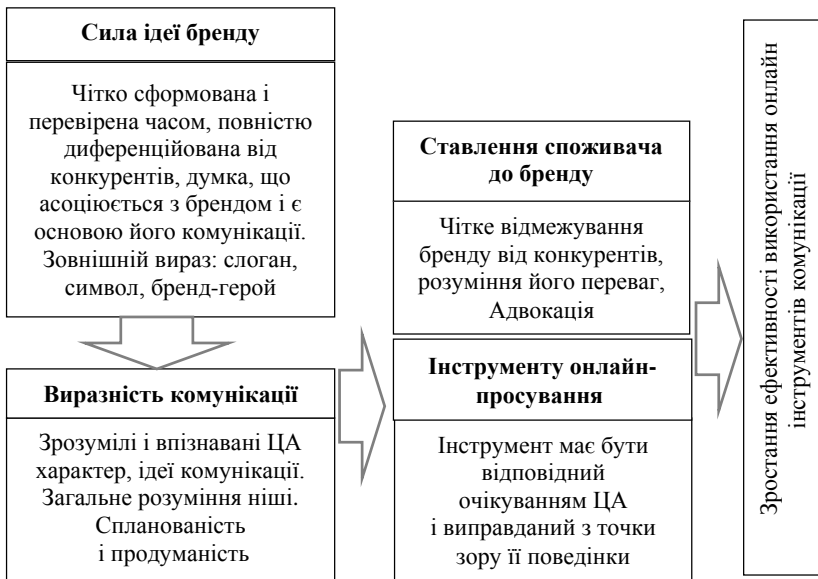 Сила ідеї бренду
Чітко сформована і
перевірена часом, повністю
диференційована від
конкурентів, думка, що
асоціюється з брендом і є
основою його комунікації.
Зовнішній вираз: слоган,
символ, бренд-герой
Виразність комунікації
Зрозумілі і впізнавані ЦА
характер, ідеї комунікації.
Загальне розуміння ніші.
Спланованість
і продуманість
Ставлення споживача
до бренду
Чітке відмежування
бренду від конкурентів,
розуміння його переваг,
Адвокація
Інструменту онлайн-
просування
Інструмент має бути
відповідний
очікуванням ЦА
і виправданий з точки
зору її поведінки
Зростання ефективності використання онлайн
інструментів комунікації